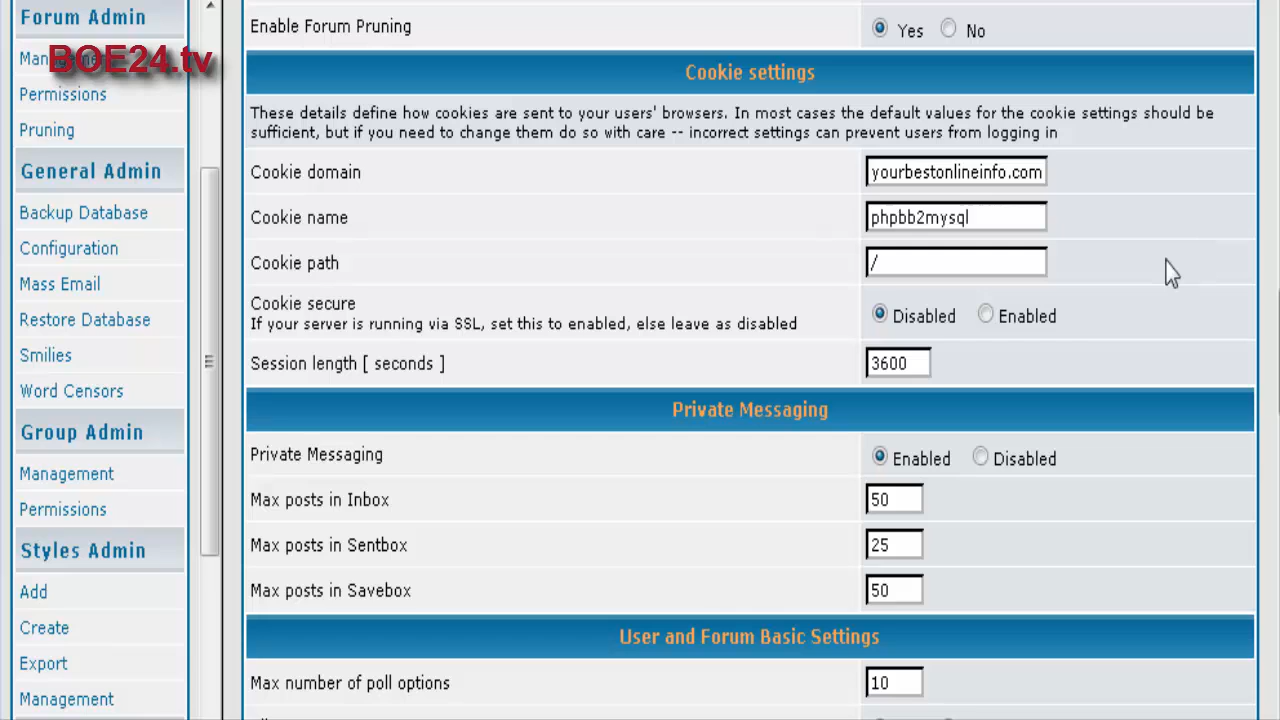 Forum Admin
BOE24.tv
Permissions
Pruning
General Admin
Backup Database
Configuration
Mass Email
Restore Database
Smilies
Word Censors
Group Admin
Management
Permissions
Styles Admin
Add
Create
Export
Management
Enable Forum Pruning Yes No
Cookie settings
These details define how cookies are sent to your users' browsers. In most cases the default values for the cookie settings should be
sufficient, but if you need to change them do so with care -- incorrect settings can prevent users from logging in
Cookie domain yourbestonlineinfo.com
Cookie name phpbb2mysql
Cookie path /
Cookie secure
If your server is running via SSL, set this to enabled, else leave as disabled Disabled Enabled
Session length [ seconds ] 3600
Private Messaging
Private Messaging Enabled Disabled
Max posts in Inbox 50
Max posts in Sentbox 25
Max posts in Savebox 50
User and Forum Basic Settings
Max number of poll options 10